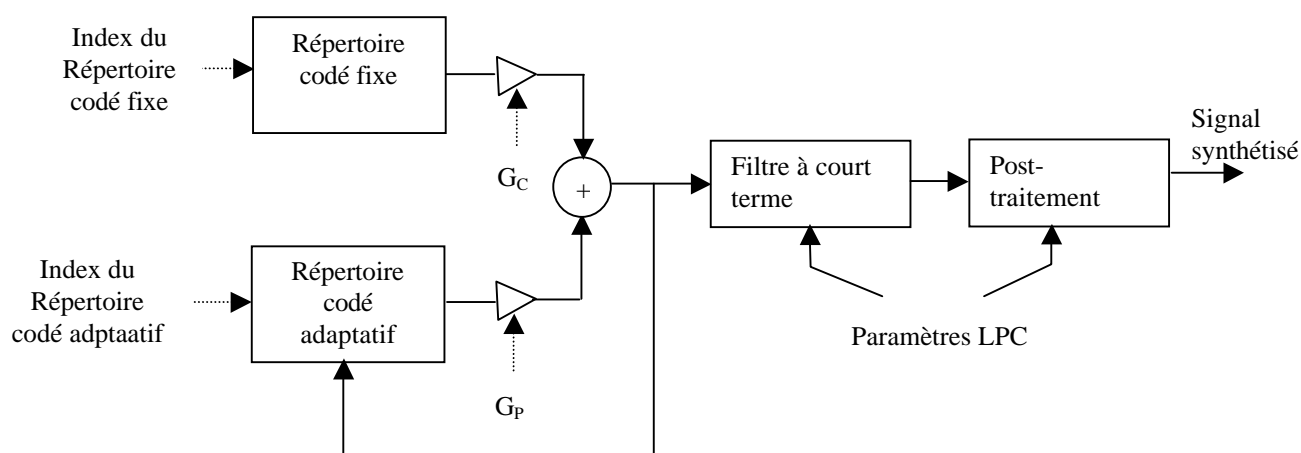 Index du
Répertoire
codé fixe
Répertoire
codé fixe
G_C
+
Filtre à court
terme
Post-
traitement
Signal
synthétisé
Index du
Répertoire
codé adptaatif
Répertoire
codé
adaptatif
G_P
Paramètres LPC